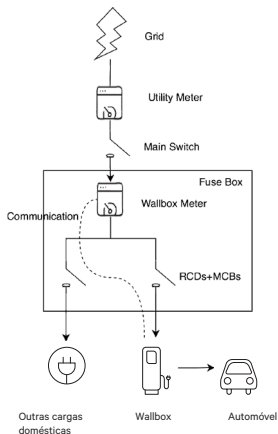 Grid
Utility Meter
Main Switch
Fuse Box
Wallbox Meter
Communication
RCDs+MCBs
Outras cargas
domésticas
Wallbox
Automóvel